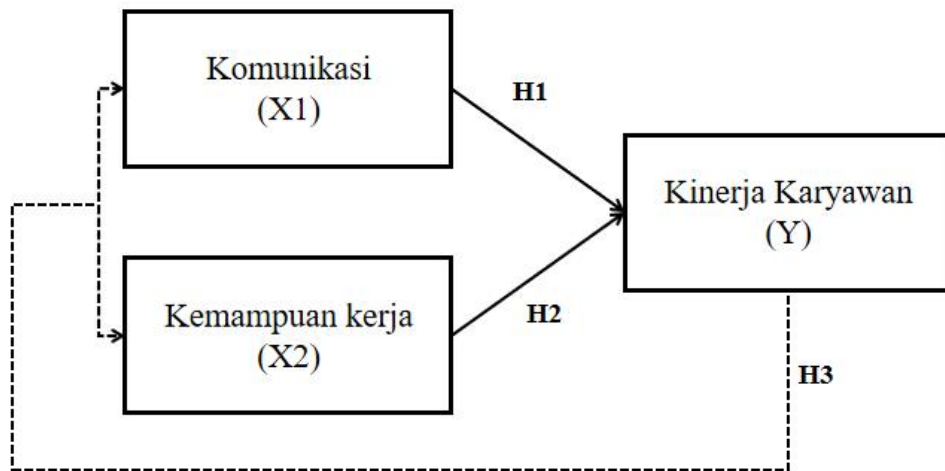 Komunikasi
(X1)
H1
Kinerja Karyawan
(Y)
Kemampuan kerja
(X2)
H2
H3